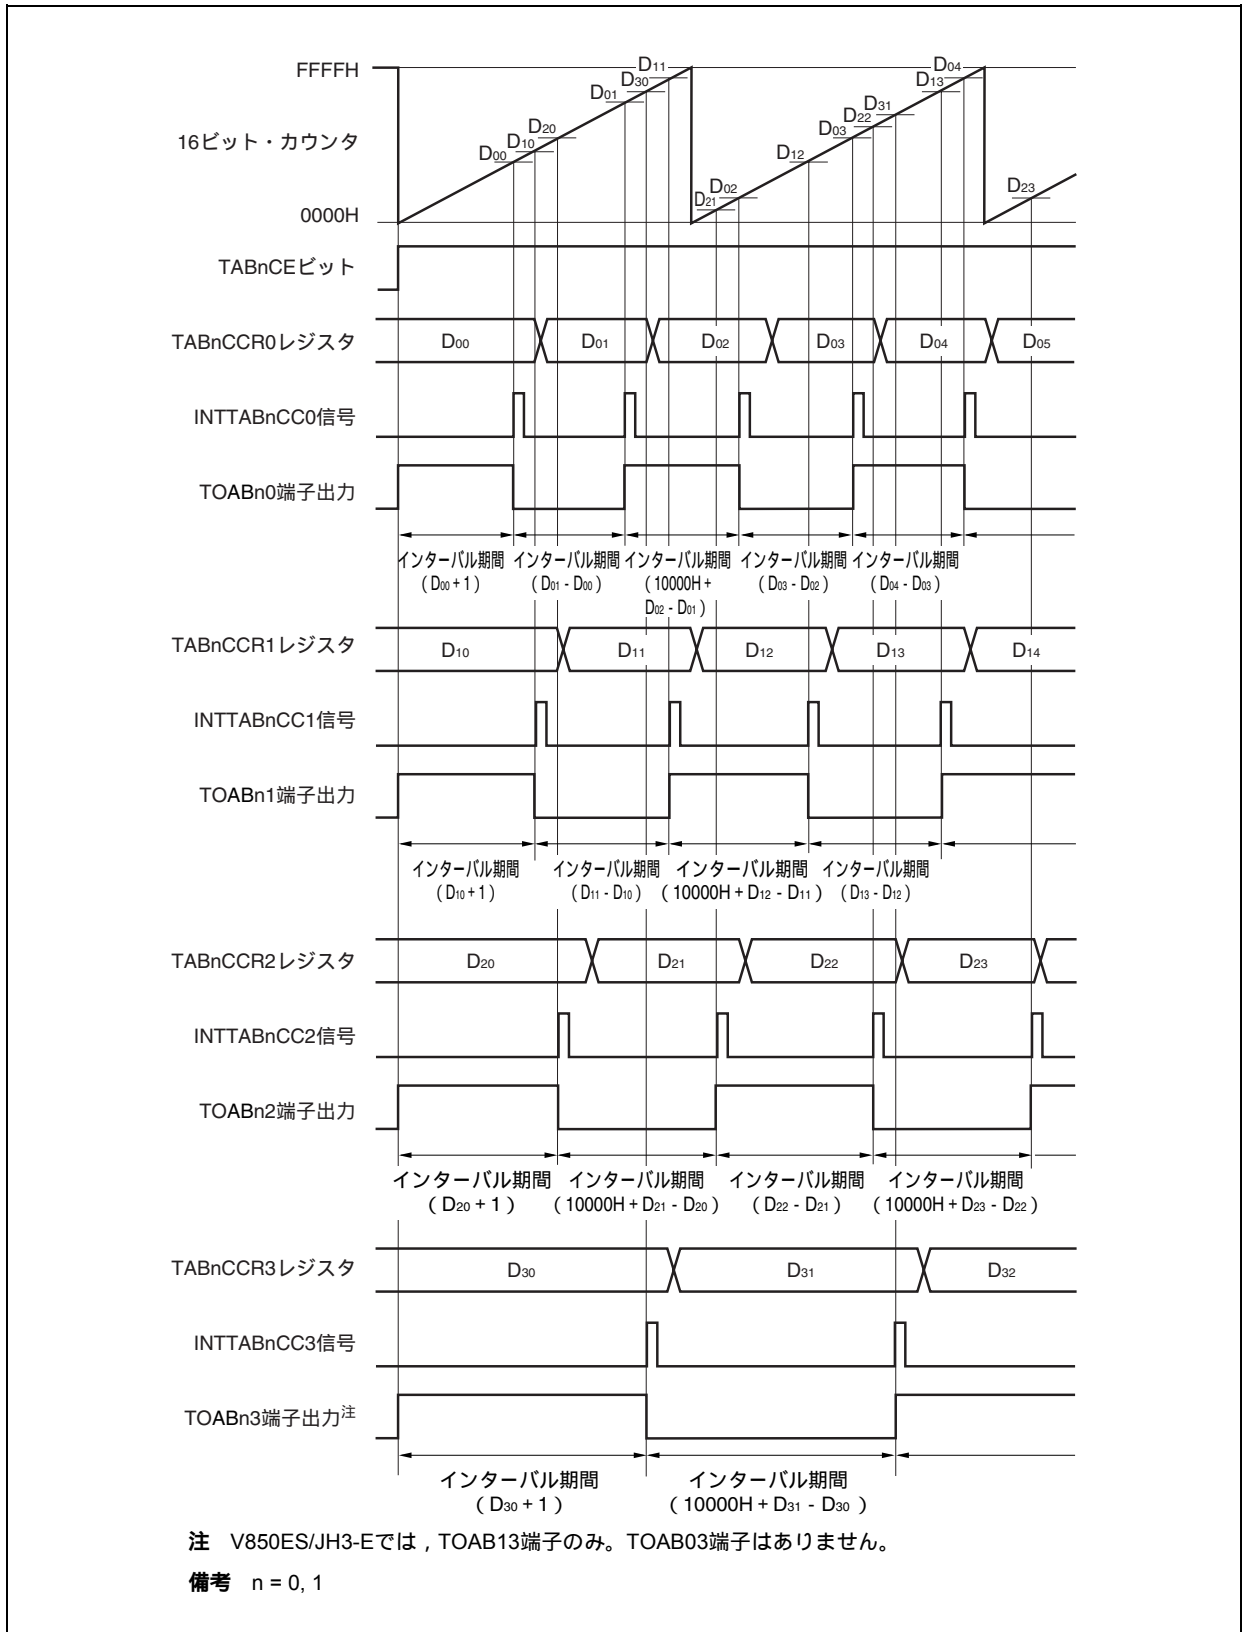 FFFFH
16ビット・カウンタ
0000H
D00
D10
D20
D01
D30
D11
D21
D02
D12
D03
D22
D31
D13
D04
D23
TABnCEビット
TABnCCR0レジスタ
D00
D01
D02
D03
D04
D05
INTTABnCC0信号
TOABn0端子出力
インターバル期間 インターバル期間 インターバル期間 インターバル期間 インターバル期間
（D00 + 1） （D01 - D00） （10000H + （D03 - D02） （D04 - D03）
D02 - D01）
TABnCCR1レジスタ
D10
D11
D12
D13
D14
INTTABnCC1信号
TOABn1端子出力
インターバル期間 インターバル期間 インターバル期間 インターバル期間
（D10 + 1） （D11 - D10） （10000H + D12 - D11） （D13 - D12）
TABnCCR2レジスタ
D20
D21
D22
D23
INTTABnCC2信号
TOABn2端子出力
インターバル期間 インターバル期間 インターバル期間 インターバル期間
（D20 + 1） （10000H + D21 - D20） （D22 - D21） （10000H + D23 - D22）
TABnCCR3レジスタ
D30
D31
D32
INTTABnCC3信号
TOABn3端子出力注
インターバル期間 インターバル期間
（D30 + 1） （10000H + D31 - D30）
注 V850ES/JH3-Eでは，TOAB13端子のみ。TOAB03端子はありません。
備考 n = 0, 1